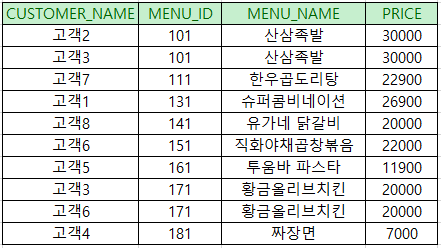 CUSTOMER_NAME MENU_ID MENU_NAME PRICE
고객2 101 산삼족발 30000
고객3 101 산삼족발 30000
고객7 111 한우곱도리탕 22900
고객1 131 슈퍼콤비네이션 26900
고객8 141 유가네 닭갈비 20000
고객6 151 직화야채곱창볶음 22000
고객5 161 투움바 파스타 11900
고객3 171 황금올리브치킨 20000
고객6 171 황금올리브치킨 20000
고객4 181 짜장면 7000